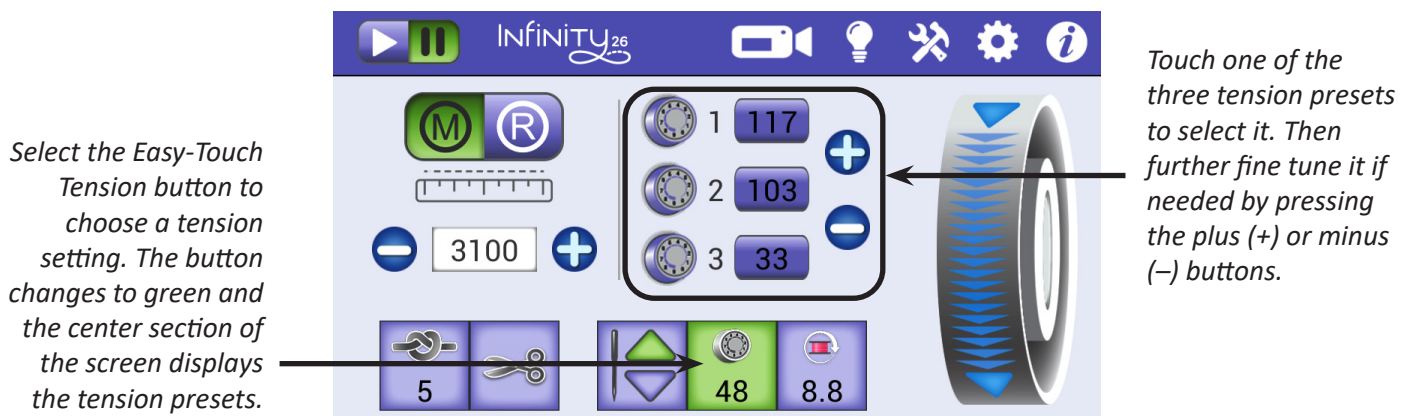 Select the Easy-Touch
Tension button to
choose a tension
setting. The button
changes to green and
the center section of
the screen displays
the tension presets.
INFINITY 26
i
M R
1 117
2 103
3 33
3100
5
48
8.8
Touch one of the
three tension presets
to select it. Then
further fine tune it if
needed by pressing
the plus (+) or minus
(–) buttons.